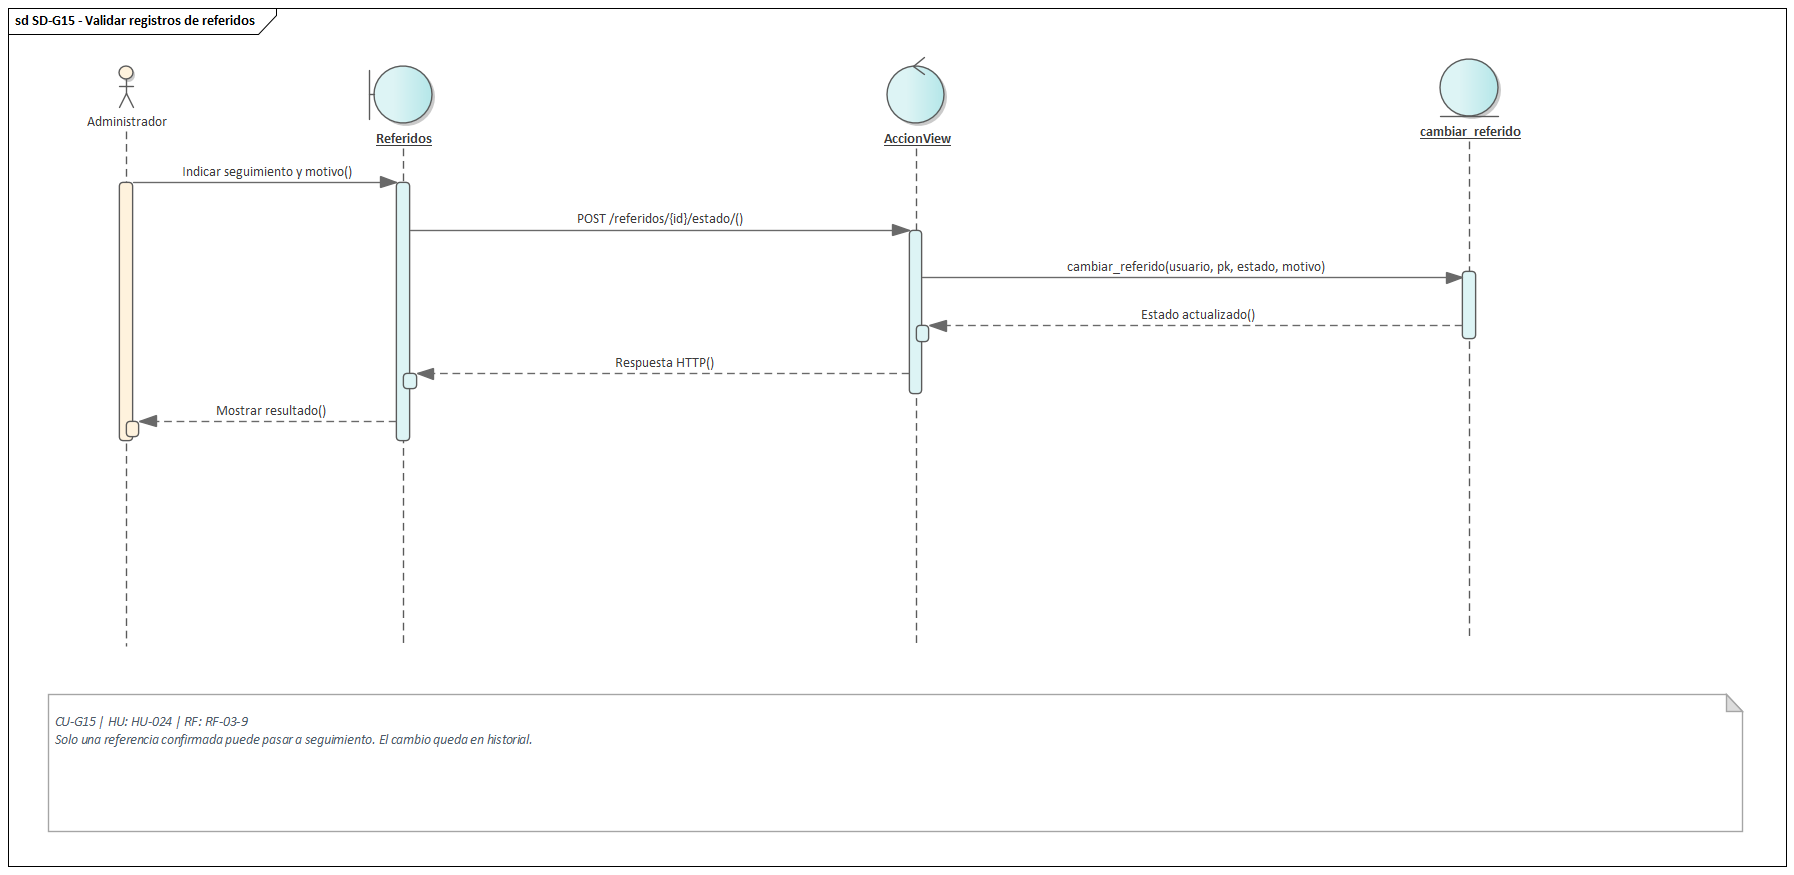 sd SD-G15 - Validar registros de referidos
Administrador
Referidos
AccionView
cambiar_referido
Indicar seguimiento y motivo()
POST /referidos/{id}/estado/()
cambiar_referido(usuario, pk, estado, motivo)
Estado actualizado()
Respuesta HTTP()
Mostrar resultado()
CU-G15 | HU: HU-024 | RF: RF-03-9
Solo una referencia confirmada puede pasar a seguimiento. El cambio queda en historial.